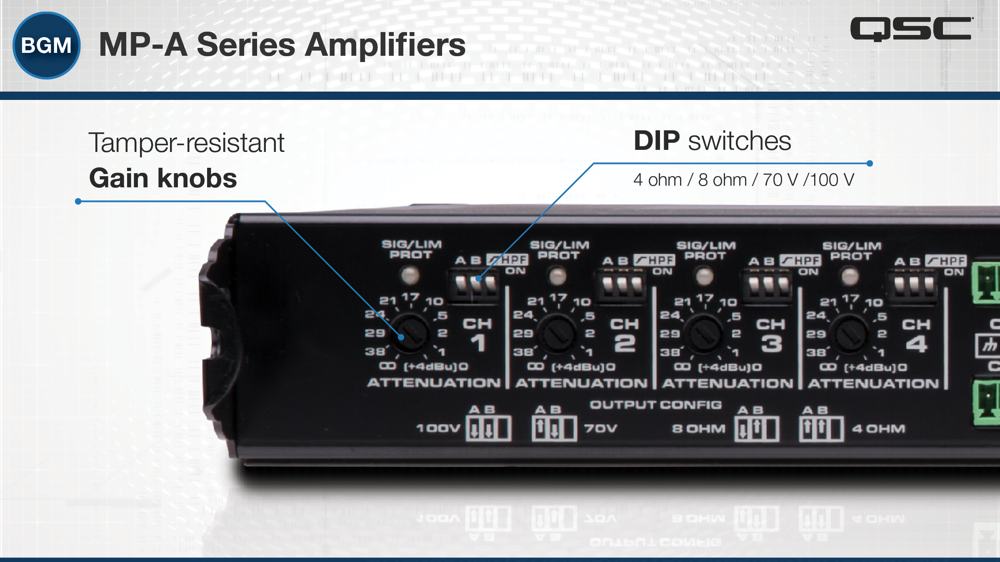 BGM
MP-A Series Amplifiers
QSC
Tamper-resistant
Gain knobs
DIP switches
4 ohm / 8 ohm / 70 V /100 V
SIG/LIM
PROT
A B HPF
ON
21 17 10
24 5
29 2
38 1
∞ (+4dBu)0
ATTENUATION
CH
1
SIG/LIM
PROT
A B HPF
ON
21 17 10
24 5
29 2
38 1
∞ (+4dBu)0
ATTENUATION
CH
2
SIG/LIM
PROT
A B HPF
ON
21 17 10
24 5
29 2
38 1
∞ (+4dBu)0
ATTENUATION
CH
3
SIG/LIM
PROT
A B HPF
ON
21 17 10
24 5
29 2
38 1
∞ (+4dBu)0
ATTENUATION
CH
4
OUTPUT CONFIG
A B
100V
A B
70V
A B
8 OHM
A B
4 OHM